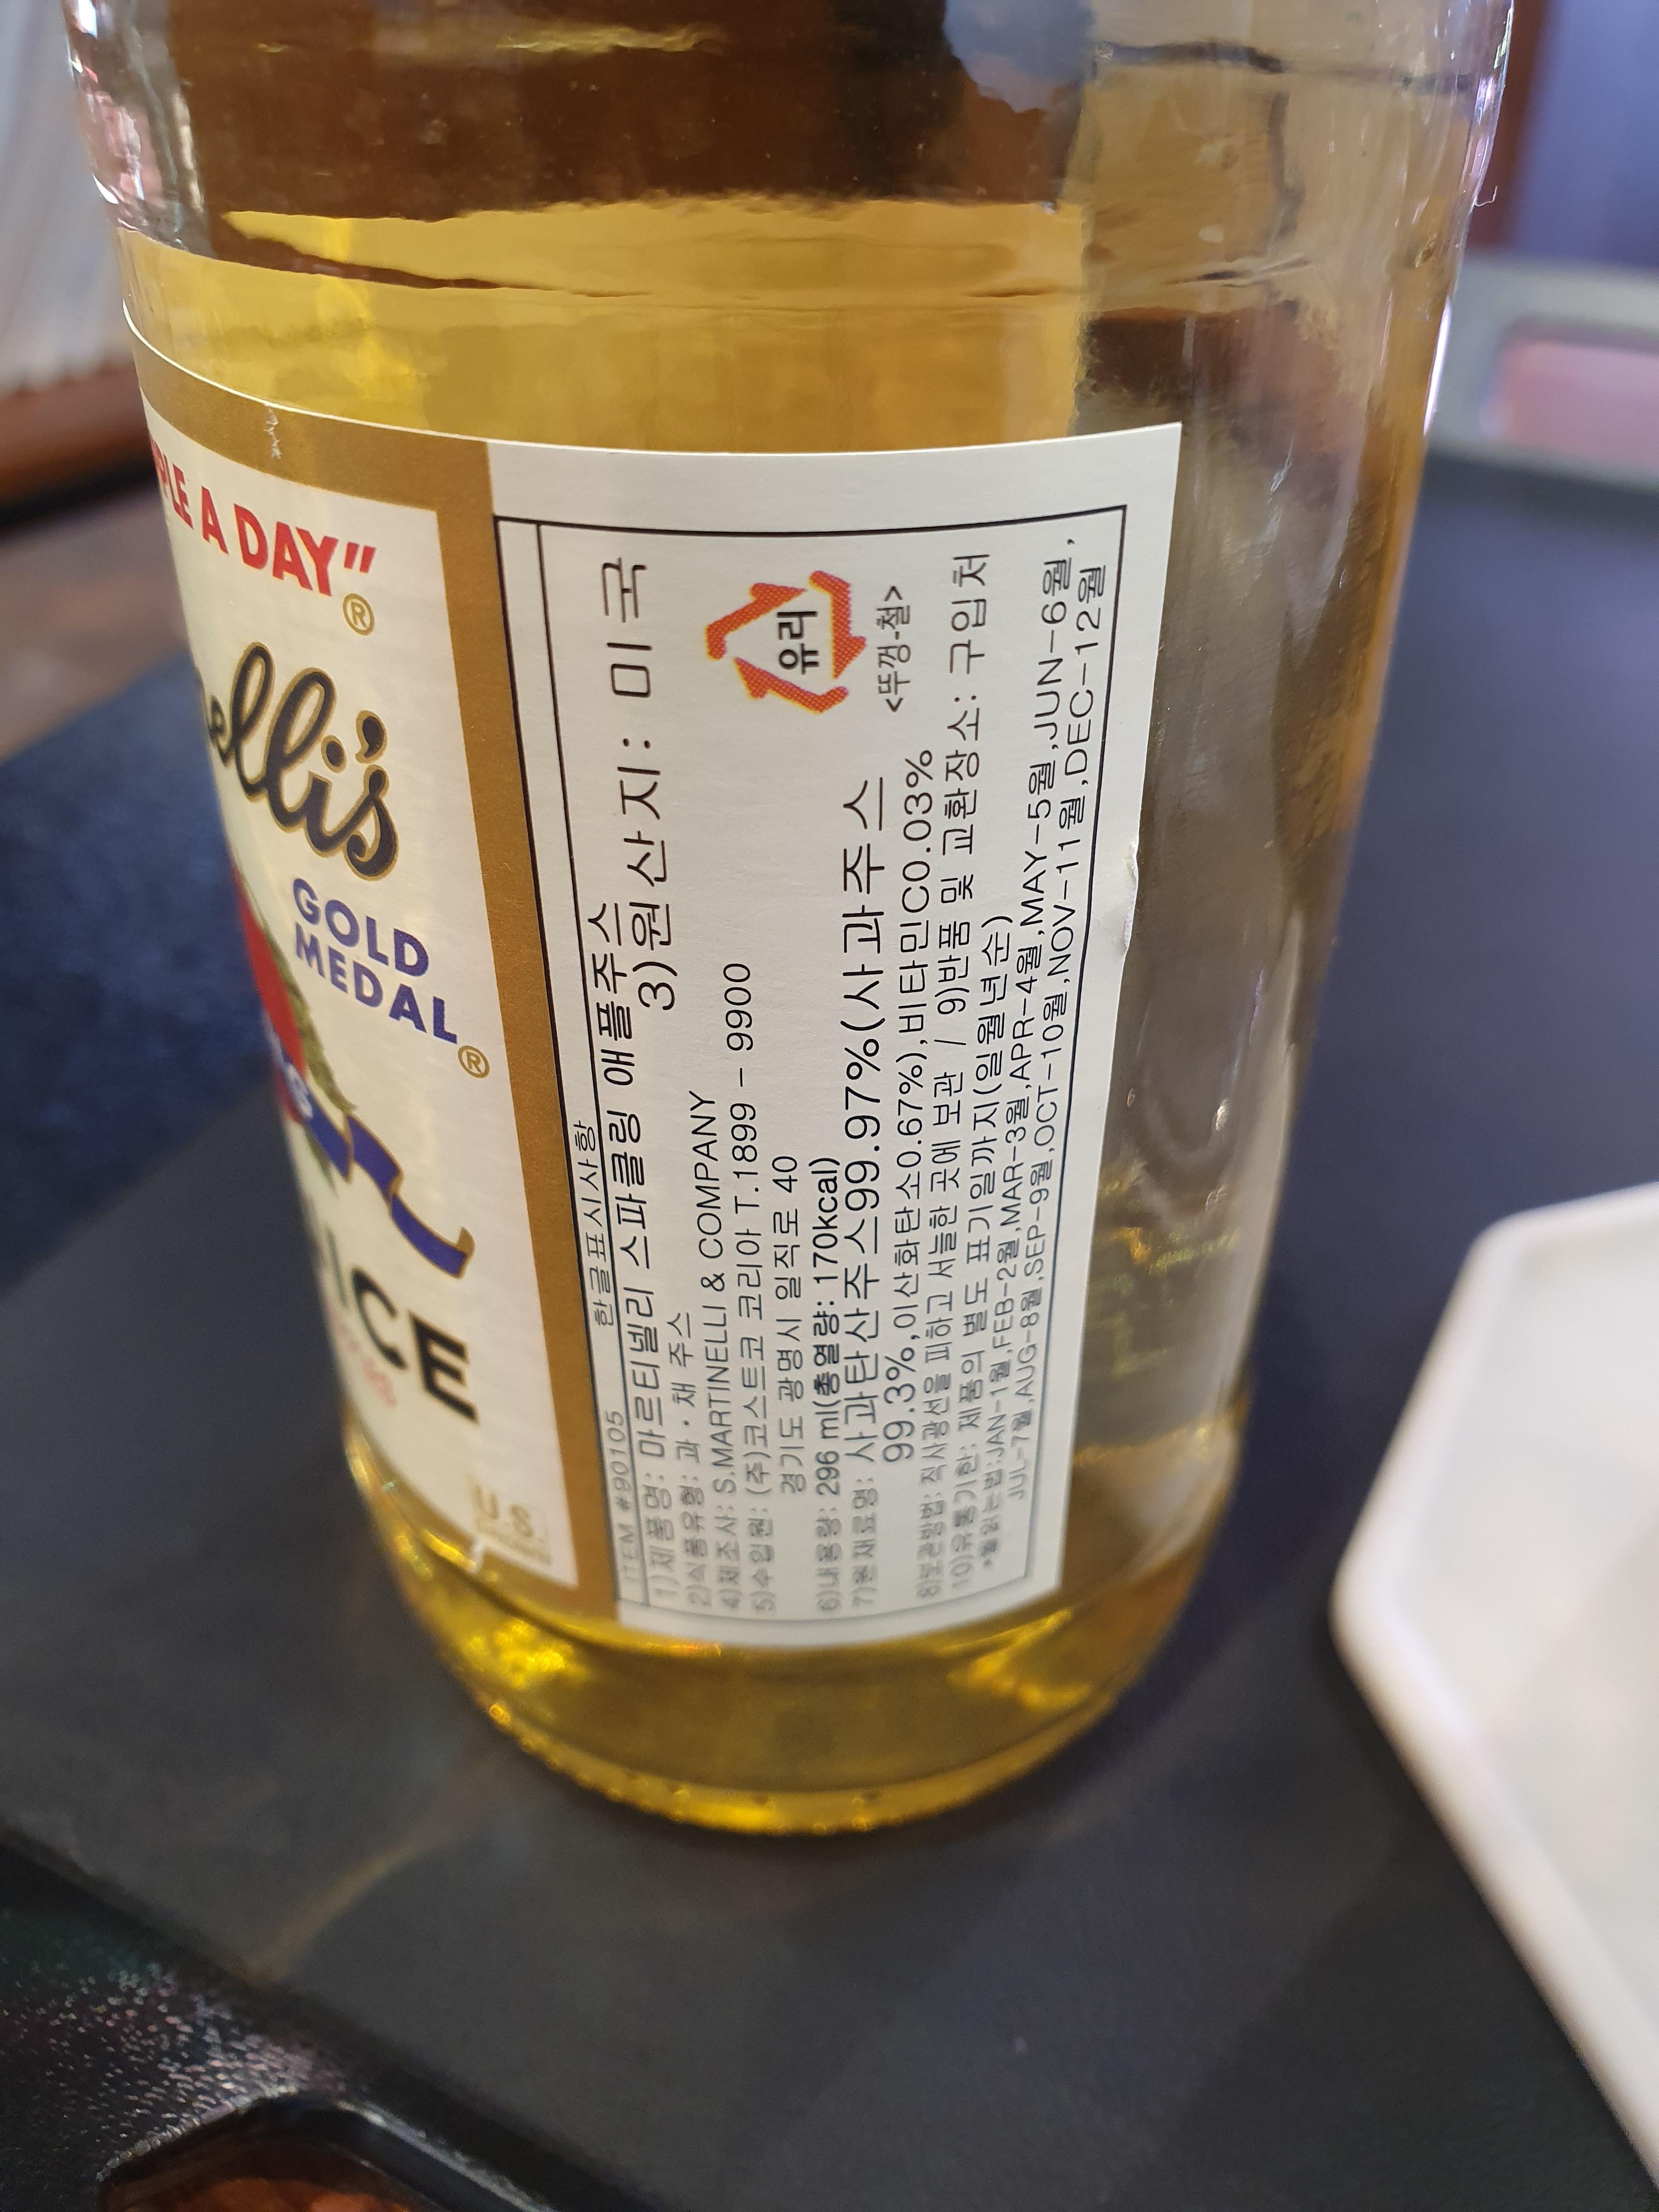 PLE A DAY" ®
elli's
GOLD
MEDAL ®
ICE
U.S.
ITEM #90105 한글표시사항
1)제품명: 마르티넬리 스파클링 애플주스
2)식품유형: 과·채 주스 3)원산지: 미국
4)제조사: S.MARTINELLI & COMPANY
5)수입원: (주)코스트코 코리아 T.1899 - 9900
경기도 광명시 일직로 40
6)내용량: 296 ml(총열량: 170kcal)
7)원재료명: 사과탄산주스99.97%(사과주스
99.3%,이산화탄소0.67%),비타민C0.03%
유리
<뚜껑-철>
8)보관방법: 직사광선을 피하고 서늘한 곳에 보관 / 9)반품 및 교환장소: 구입처
10)유통기한: 제품의 별도 표기일까지(일월년순)
*월읽는법:JAN-1월,FEB-2월,MAR-3월,APR-4월,MAY-5월,JUN-6월,
JUL-7월,AUG-8월,SEP-9월,OCT-10월,NOV-11월,DEC-12월